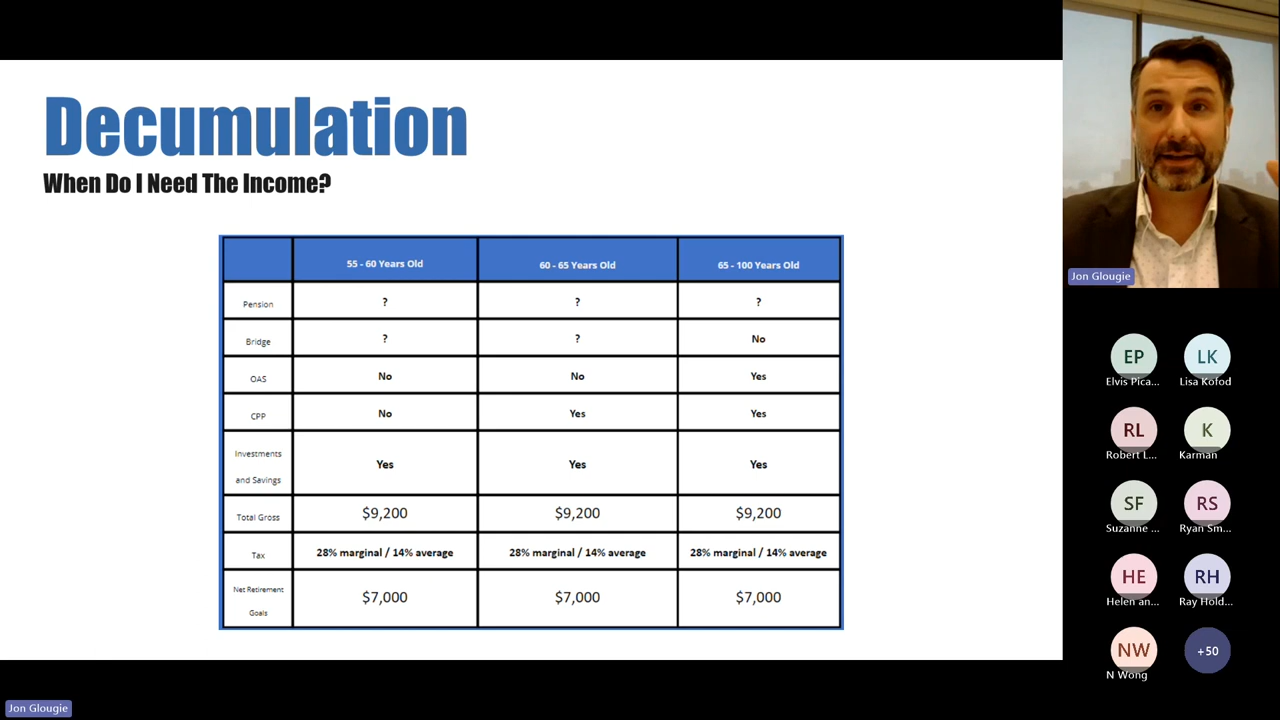 Decumulation
When Do I Need The Income?
55 - 60 Years Old 60 - 65 Years Old 65 - 100 Years Old
Pension ? ? ?
Bridge ? ? No
OAS No No Yes
CPP No Yes Yes
Investments
and Savings Yes Yes Yes
Total Gross $9,200 $9,200 $9,200
Tax 28% marginal / 14% average 28% marginal / 14% average 28% marginal / 14% average
Net Retirement
Goals $7,000 $7,000 $7,000
Jon Glougie
EP LK
Elvis Pica... Lisa Kofod
RL K
Robert L... Karman
SF RS
Suzanne ... Ryan Sm...
HE RH
Helen an... Ray Hold...
NW +50
N Wong
Jon Glougie